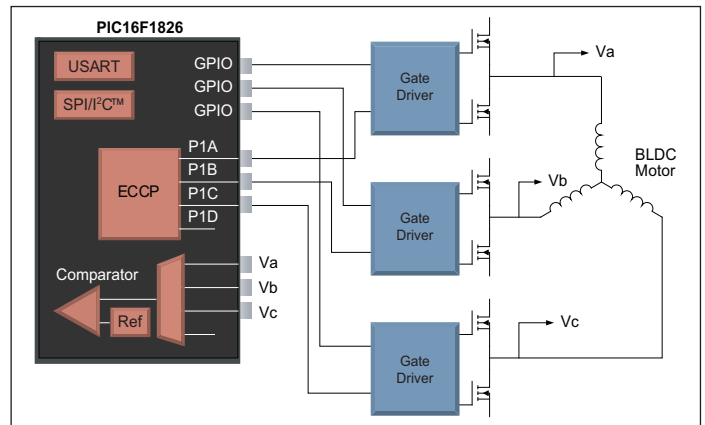 PIC16F1826
USART
SPI/I²C™
GPIO
GPIO
GPIO
ECCP
P1A
P1B
P1C
P1D
Comparator
Ref
Va
Vb
Vc
Gate
Driver
Gate
Driver
Gate
Driver
Va
Vb
Vc
BLDC
Motor